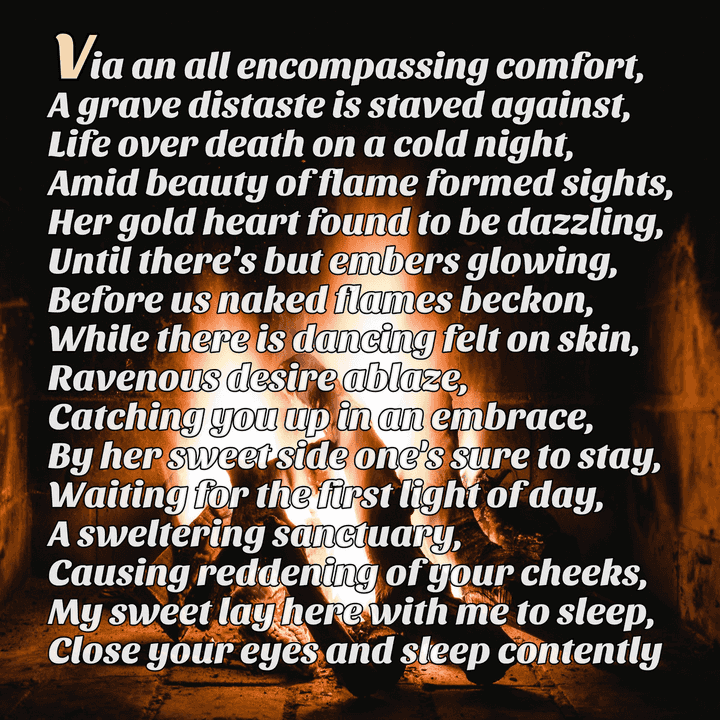 Via an all encompassing comfort,
A grave distaste is staved against,
Life over death on a cold night,
Amid beauty of flame formed sights,
Her gold heart found to be dazzling,
Until there's but embers glowing,
Before us naked flames beckon,
While there is dancing felt on skin,
Ravenous desire ablaze,
Catching you up in an embrace,
By her sweet side one's sure to stay,
Waiting for the first light of day,
A sweltering sanctuary,
Causing reddening of your cheeks,
My sweet lay here with me to sleep,
Close your eyes and sleep contently